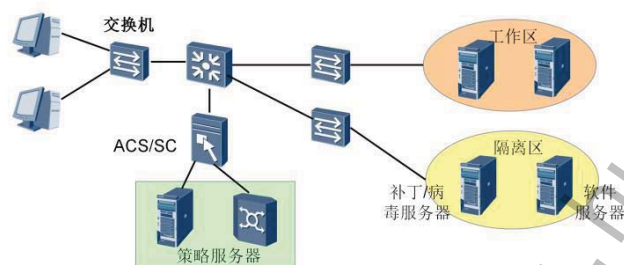 交换机
工作区
ACS/SC
隔离区
补丁/病
毒服务器
软件
服务器
策略服务器